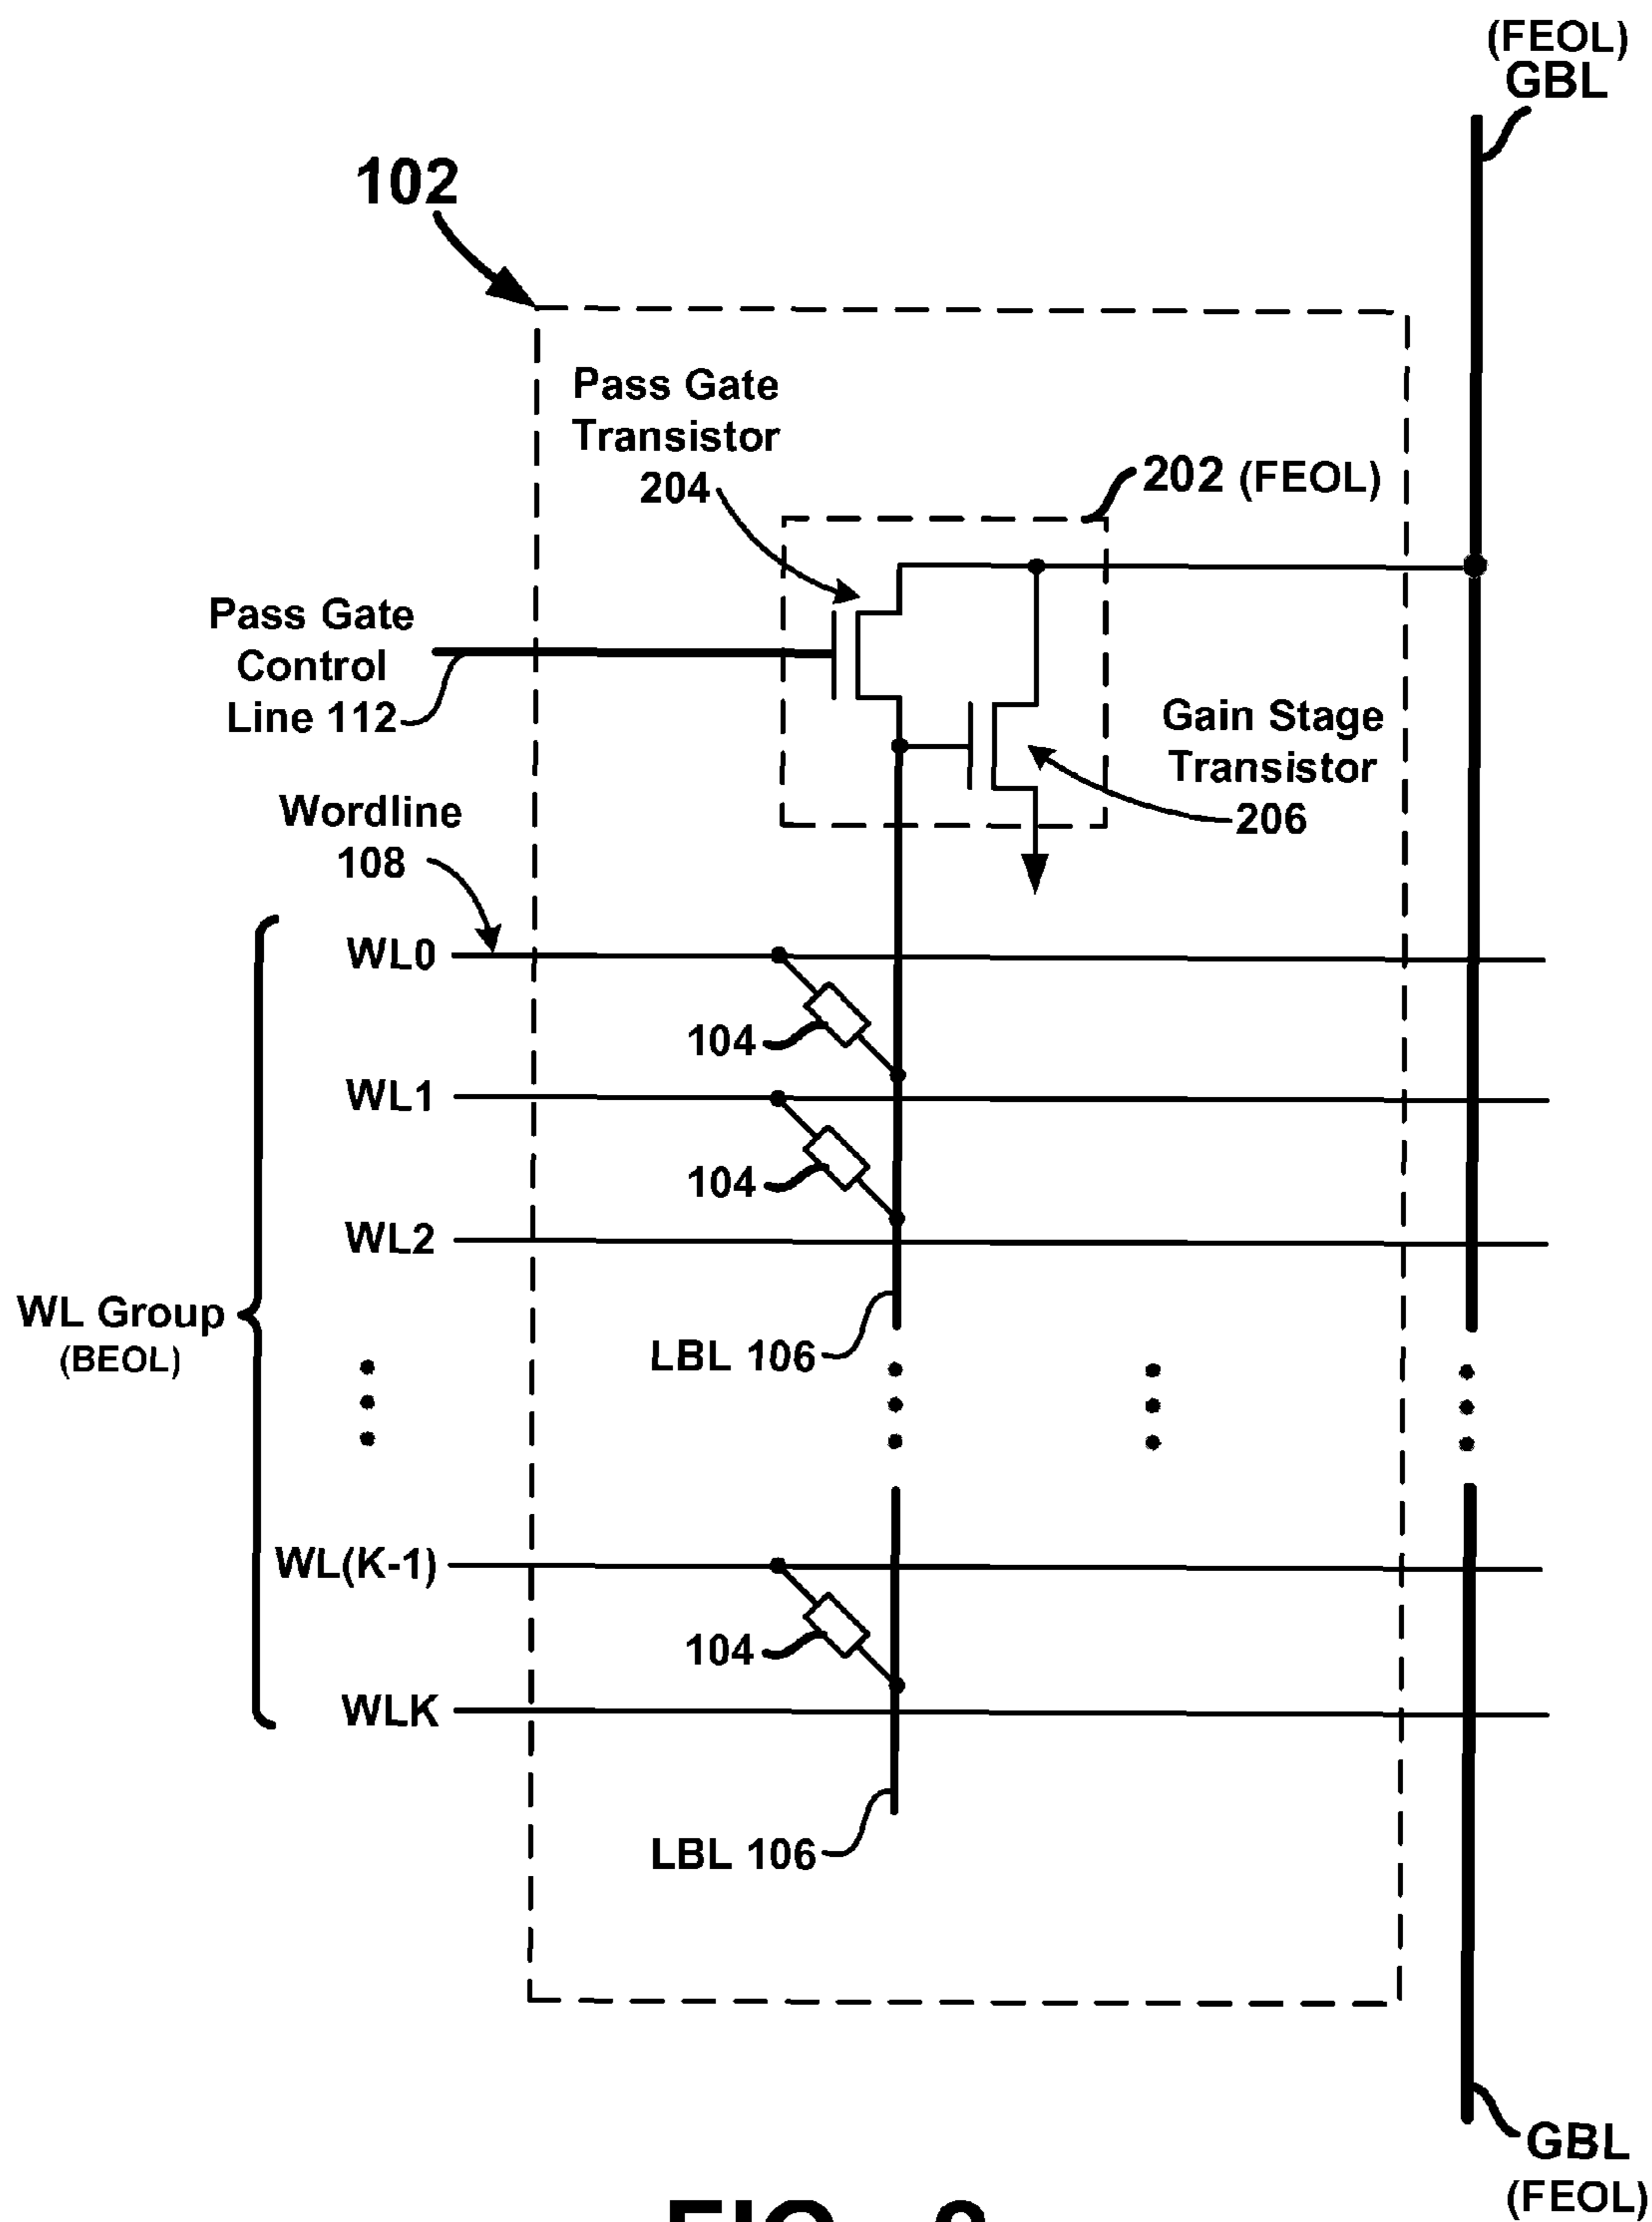 (FEOL)
GBL
102
Pass Gate
Transistor
204
202 (FEOL)
Pass Gate
Control
Line 112
Gain Stage
Transistor
206
Wordline
108
WL0
104
WL1
104
WL2
WL Group
(BEOL)
LBL 106
WL(K-1)
104
WLK
LBL 106
GBL
(FEOL)
FIG.